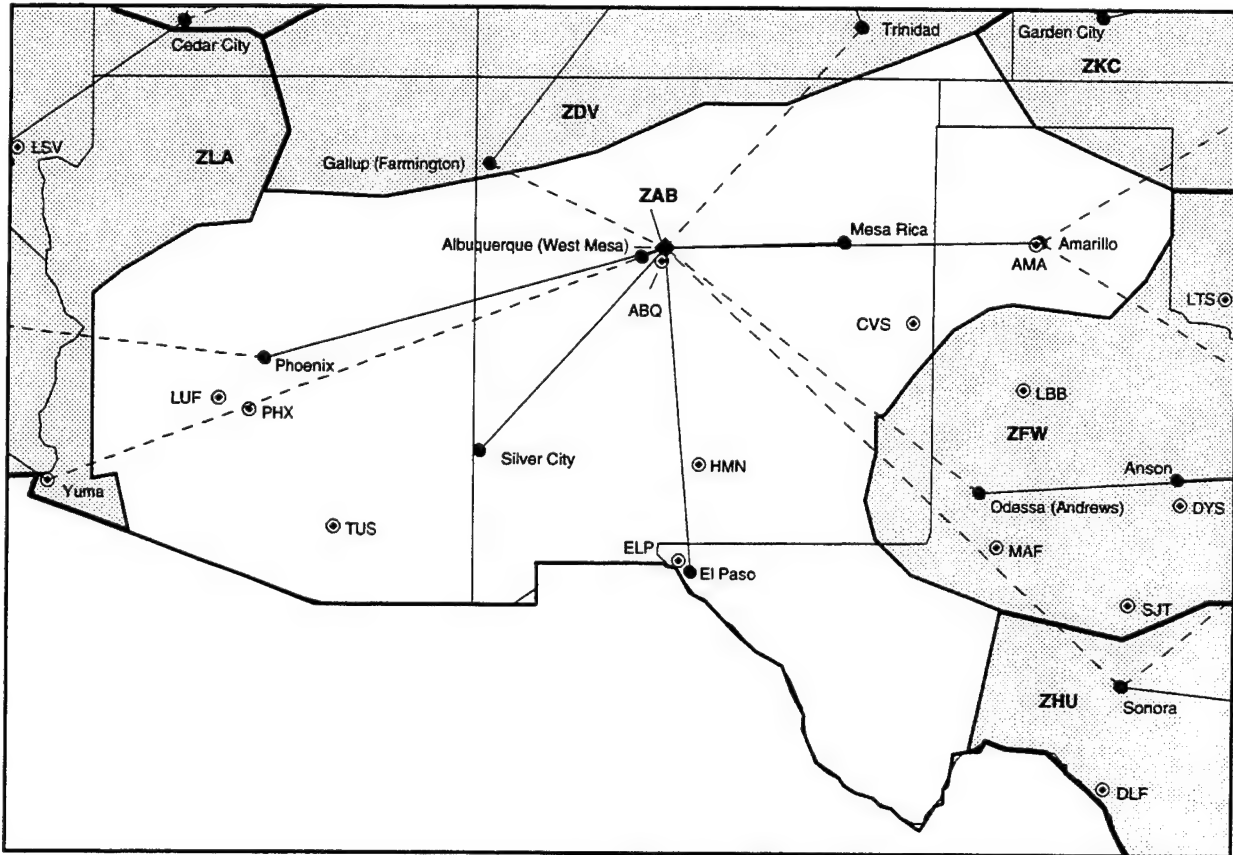 Cedar City
Trinidad
Garden City
ZKC
ZDV
LSV
ZLA
Gallup (Farmington)
ZAB
Mesa Rica
Albuquerque (West Mesa)
Amarillo
AMA
ABQ
LTS
CVS
Phoenix
LUF
PHX
LBB
ZFW
Silver City
HMN
Anson
Yuma
Odessa (Andrews)
DYS
TUS
MAF
ELP
El Paso
SJT
ZHU
Sonora
DLF